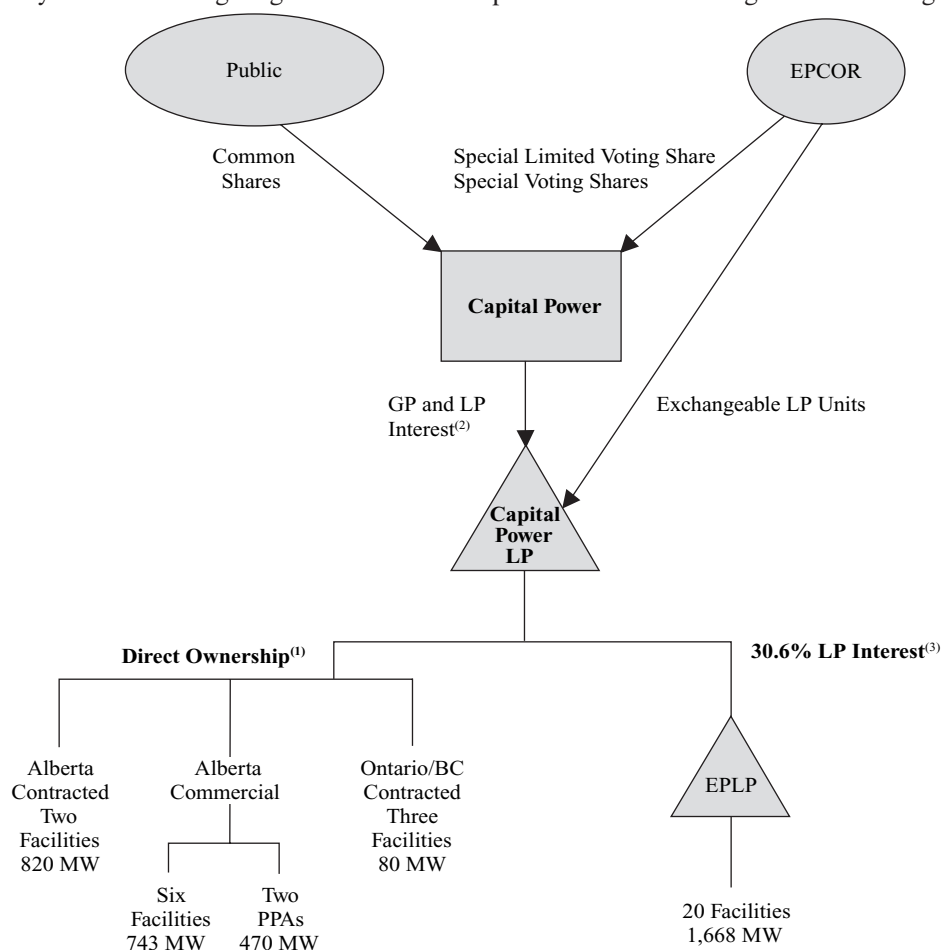 Public
EPCOR
Common
Shares
Special Limited Voting Share
Special Voting Shares
Capital Power
GP and LP
Interest(2)
Exchangeable LP Units
Capital
Power
LP
Direct Ownership(1)
30.6% LP Interest(3)
Alberta
Contracted
Two
Facilities
820 MW
Alberta
Commercial
Six
Facilities
743 MW
Two
PPAs
470 MW
Ontario/BC
Contracted
Three
Facilities
80 MW
EPLP
20 Facilities
1,668 MW